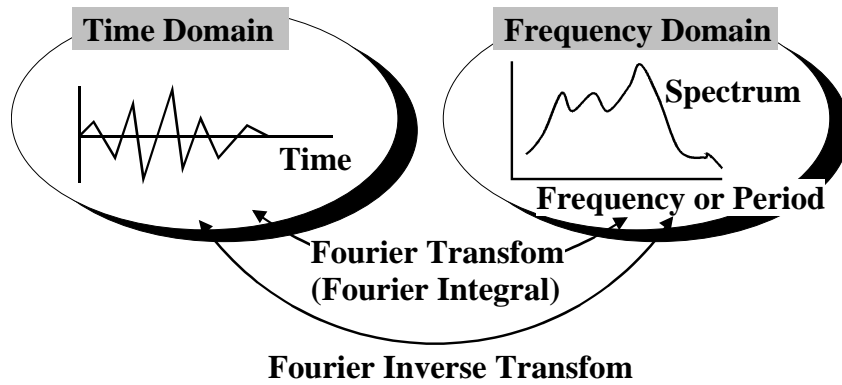 Time Domain
Frequency Domain
Spectrum
Time
Frequency or Period
Fourier Transfom
(Fourier Integral)
Fourier Inverse Transfom